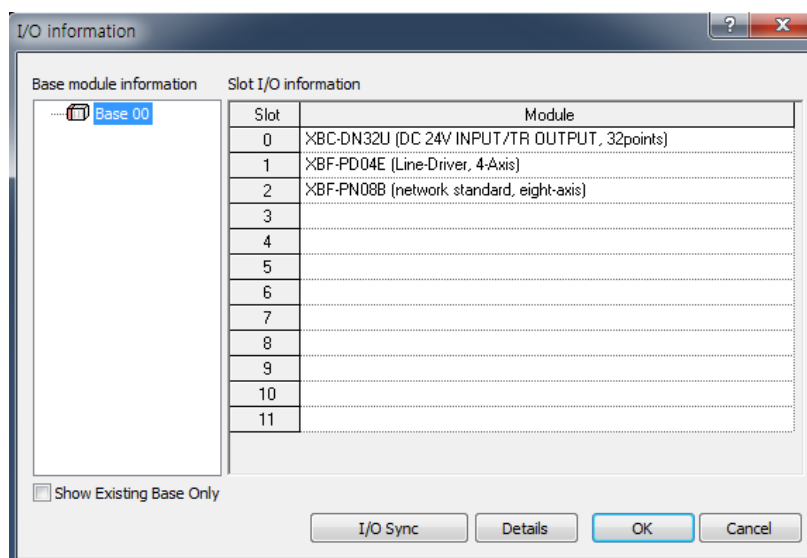 I/O information
Base module information Slot I/O information
Base 00
Slot Module
0 XBC-DN32U (DC 24V INPUT/TR OUTPUT, 32points)
1 XBF-PD04E (Line-Driver, 4-Axis)
2 XBF-PN08B (network standard, eight-axis)
3
4
5
6
7
8
9
10
11
Show Existing Base Only
I/O Sync Details OK Cancel